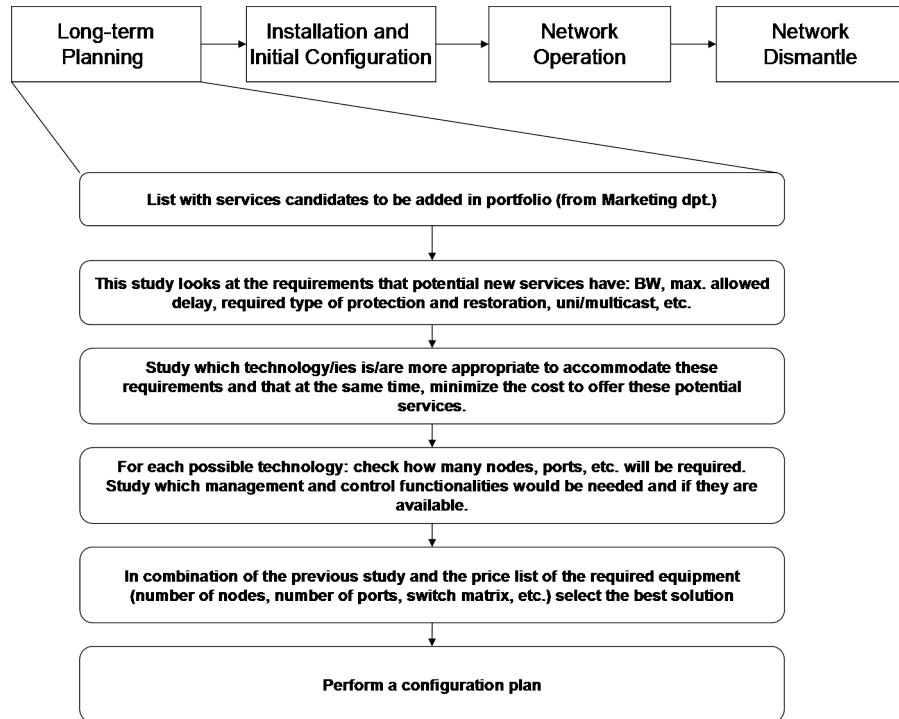 Long-term
Planning
Installation and
Initial Configuration
Network
Operation
Network
Dismantle
List with services candidates to be added in portfolio (from Marketing dpt.)
This study looks at the requirements that potential new services have: BW, max. allowed
delay, required type of protection and restoration, uni/multicast, etc.
Study which technology/ies is/are more appropriate to accommodate these
requirements and that at the same time, minimize the cost to offer these potential
services.
For each possible technology: check how many nodes, ports, etc. will be required.
Study which management and control functionalities would be needed and if they are
available.
In combination of the previous study and the price list of the required equipment
(number of nodes, number of ports, switch matrix, etc.) select the best solution
Perform a configuration plan